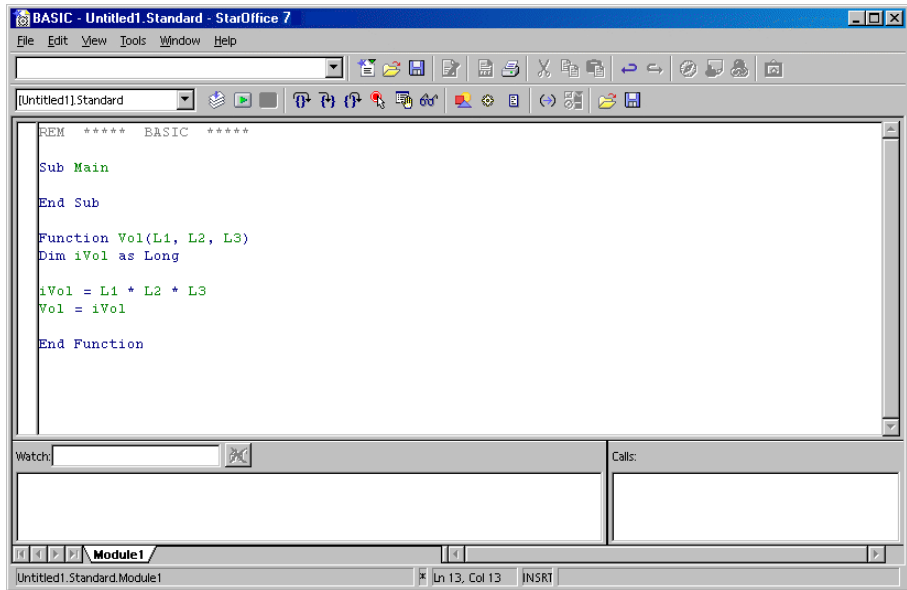 BASIC - Untitled1.Standard - StarOffice 7
File Edit View Tools Window Help
[Untitled1].Standard
REM ***** BASIC *****
Sub Main
End Sub
Function Vol(L1, L2, L3)
Dim iVol as Long
iVol = L1 * L2 * L3
Vol = iVol
End Function
Watch:
Calls:
Module1
Untitled1.Standard.Module1 * Ln 13, Col 13 INSRT